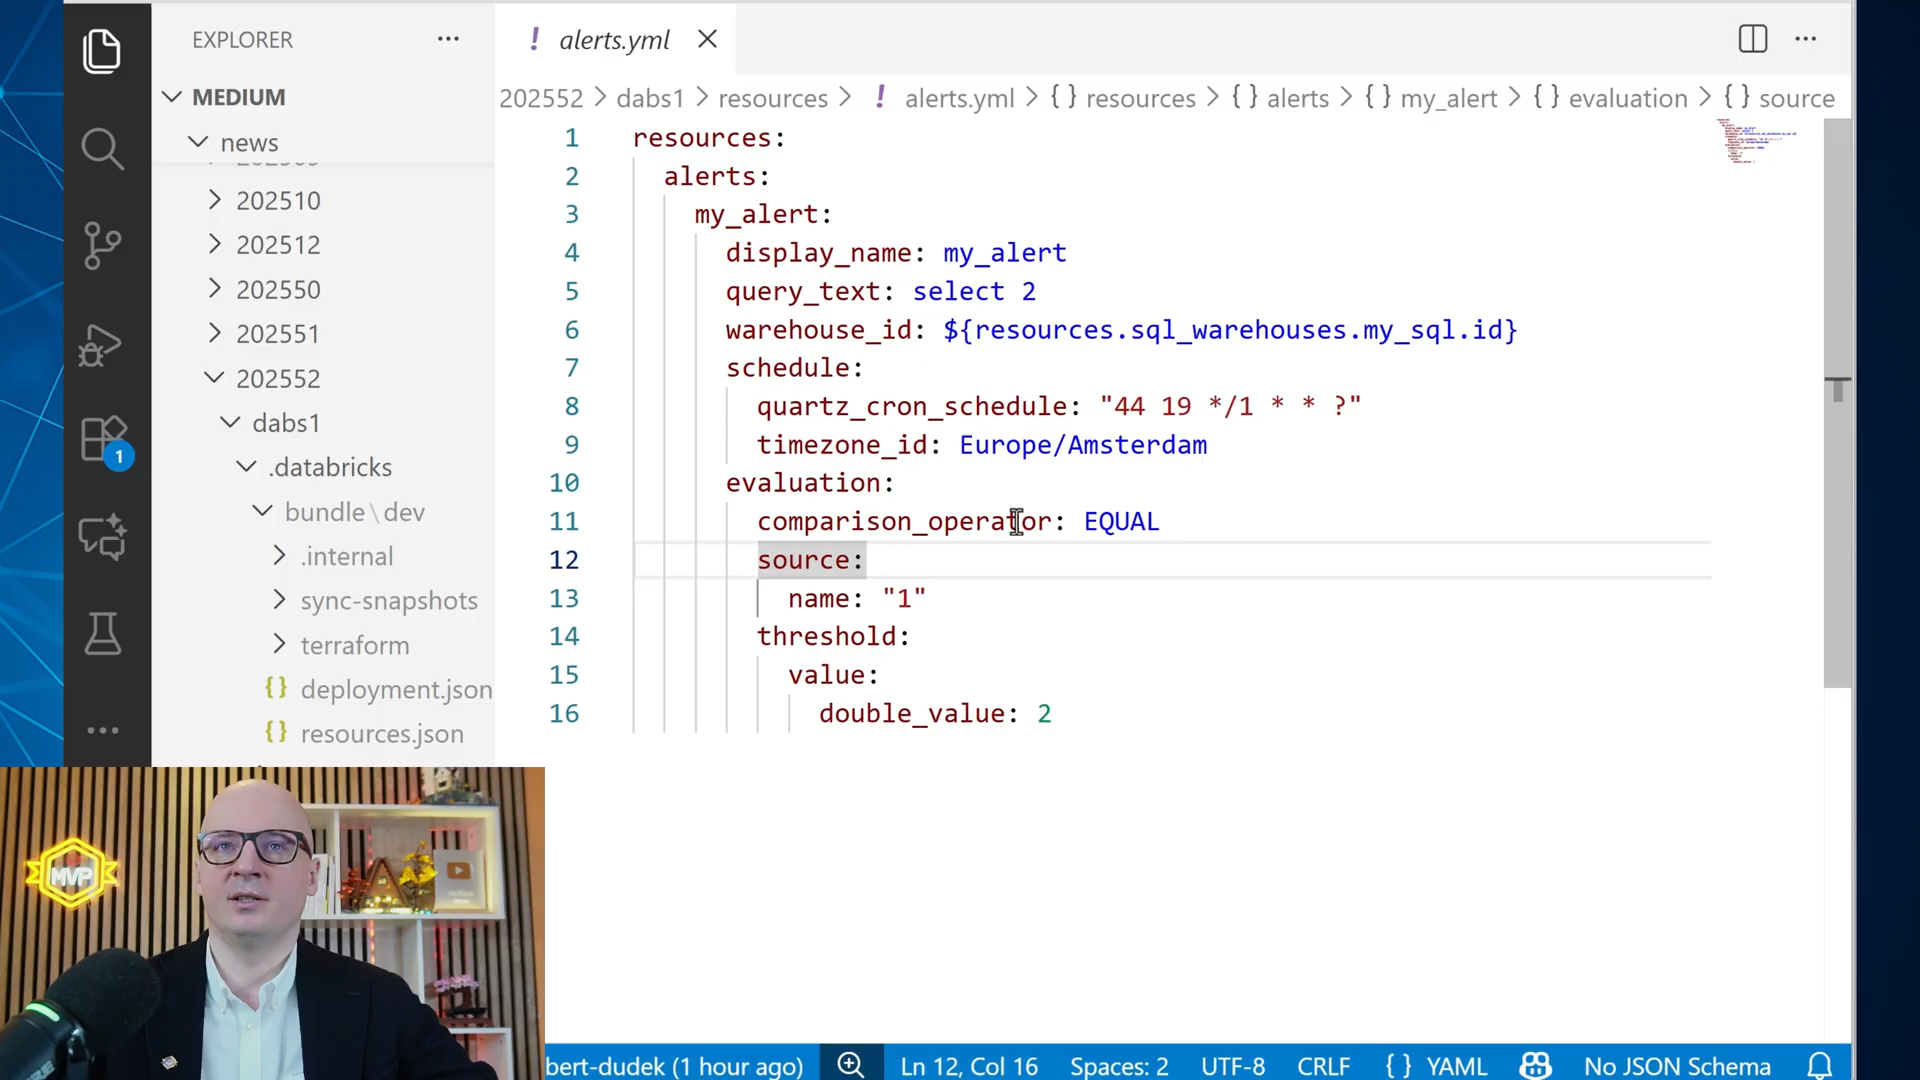 EXPLORER
MEDIUM
news
202510
202512
202550
202551
202552
dabs1
.databricks
bundle\dev
.internal
sync-snapshots
terraform
deployment.json
resources.json
1
! alerts.yml
202552 > dabs1 > resources > ! alerts.yml > {} resources > {} alerts > {} my_alert > {} evaluation > {} source
1 resources:
2 alerts:
3 my_alert:
4 display_name: my_alert
5 query_text: select 2
6 warehouse_id: ${resources.sql_warehouses.my_sql.id}
7 schedule:
8 quartz_cron_schedule: "44 19 */1 * * ?"
9 timezone_id: Europe/Amsterdam
10 evaluation:
11 comparison_operator: EQUAL
12 source:
13 name: "1"
14 threshold:
15 value:
16 double_value: 2
MVP
bert-dudek (1 hour ago) Ln 12, Col 16 Spaces: 2 UTF-8 CRLF {} YAML No JSON Schema